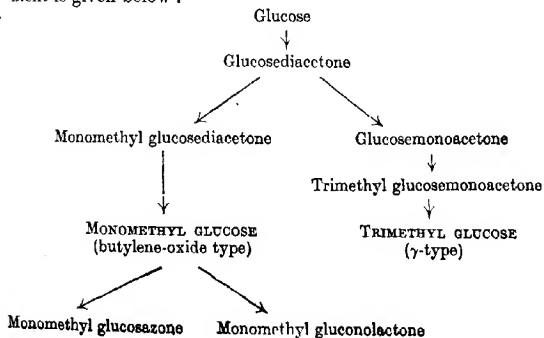 ment is given below :
Glucose
Glucosediacetone
Monomethyl glucosediacetone
Glucosemonoacetone
Trimethyl glucosemonoacetone
MONOMETHYL GLUCOSE
(butylene-oxide type)
TRIMETHYL GLUCOSE
(γ-type)
Monomethyl glucosazone Monomethyl gluconolactone